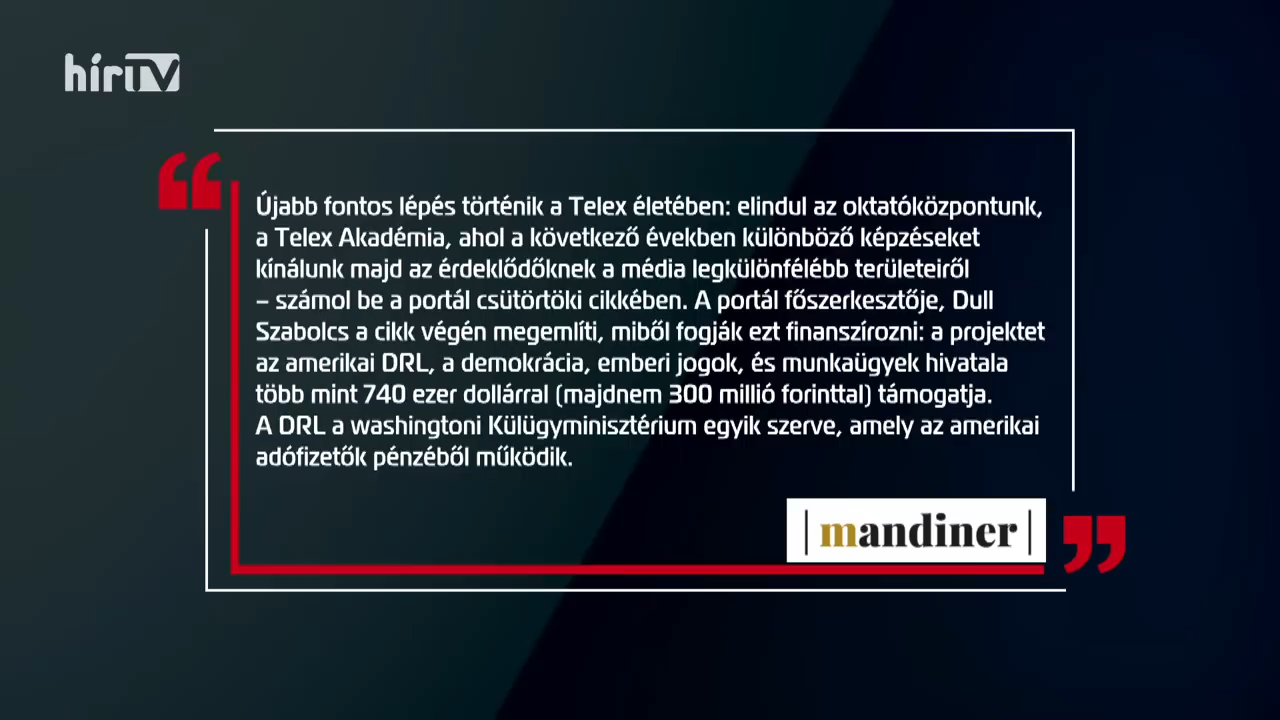 hírTV
Újabb fontos lépés történik a Telex életében: elindul az oktatóközpontunk,
a Telex Akadémia, ahol a következő években különböző képzéseket
kínálunk majd az érdeklődőknek a média legkülönfélébb területeiről
– számol be a portál csütörtöki cikkében. A portál főszerkesztője, Dull
Szabolcs a cikk végén megemlíti, miből fogják ezt finanszírozni: a projektet
az amerikai DRL, a demokrácia, emberi jogok, és munkaügyek hivatala
több mint 740 ezer dollárral (majdnem 300 millió forinttal) támogatja.
A DRL a washingtoni Külügyminisztérium egyik szerve, amely az amerikai
adófizetők pénzéből működik.
| mandiner |